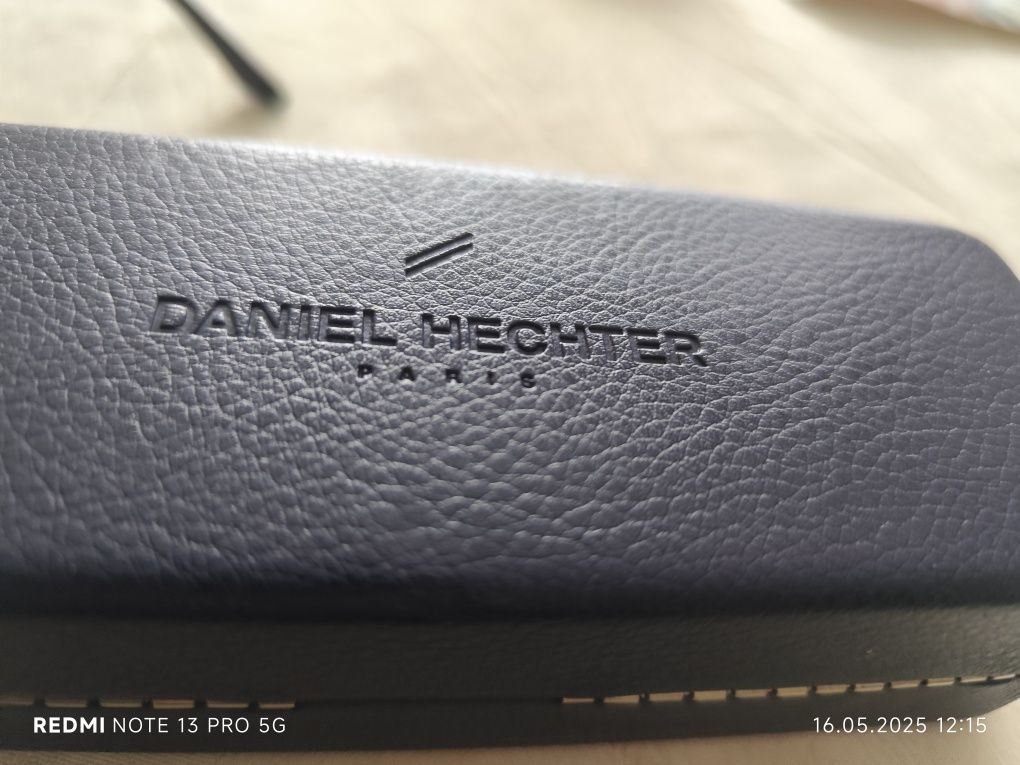 DANIEL HECHTER
PARIS
REDMI NOTE 13 PRO 5G
16.05.2025 12:15